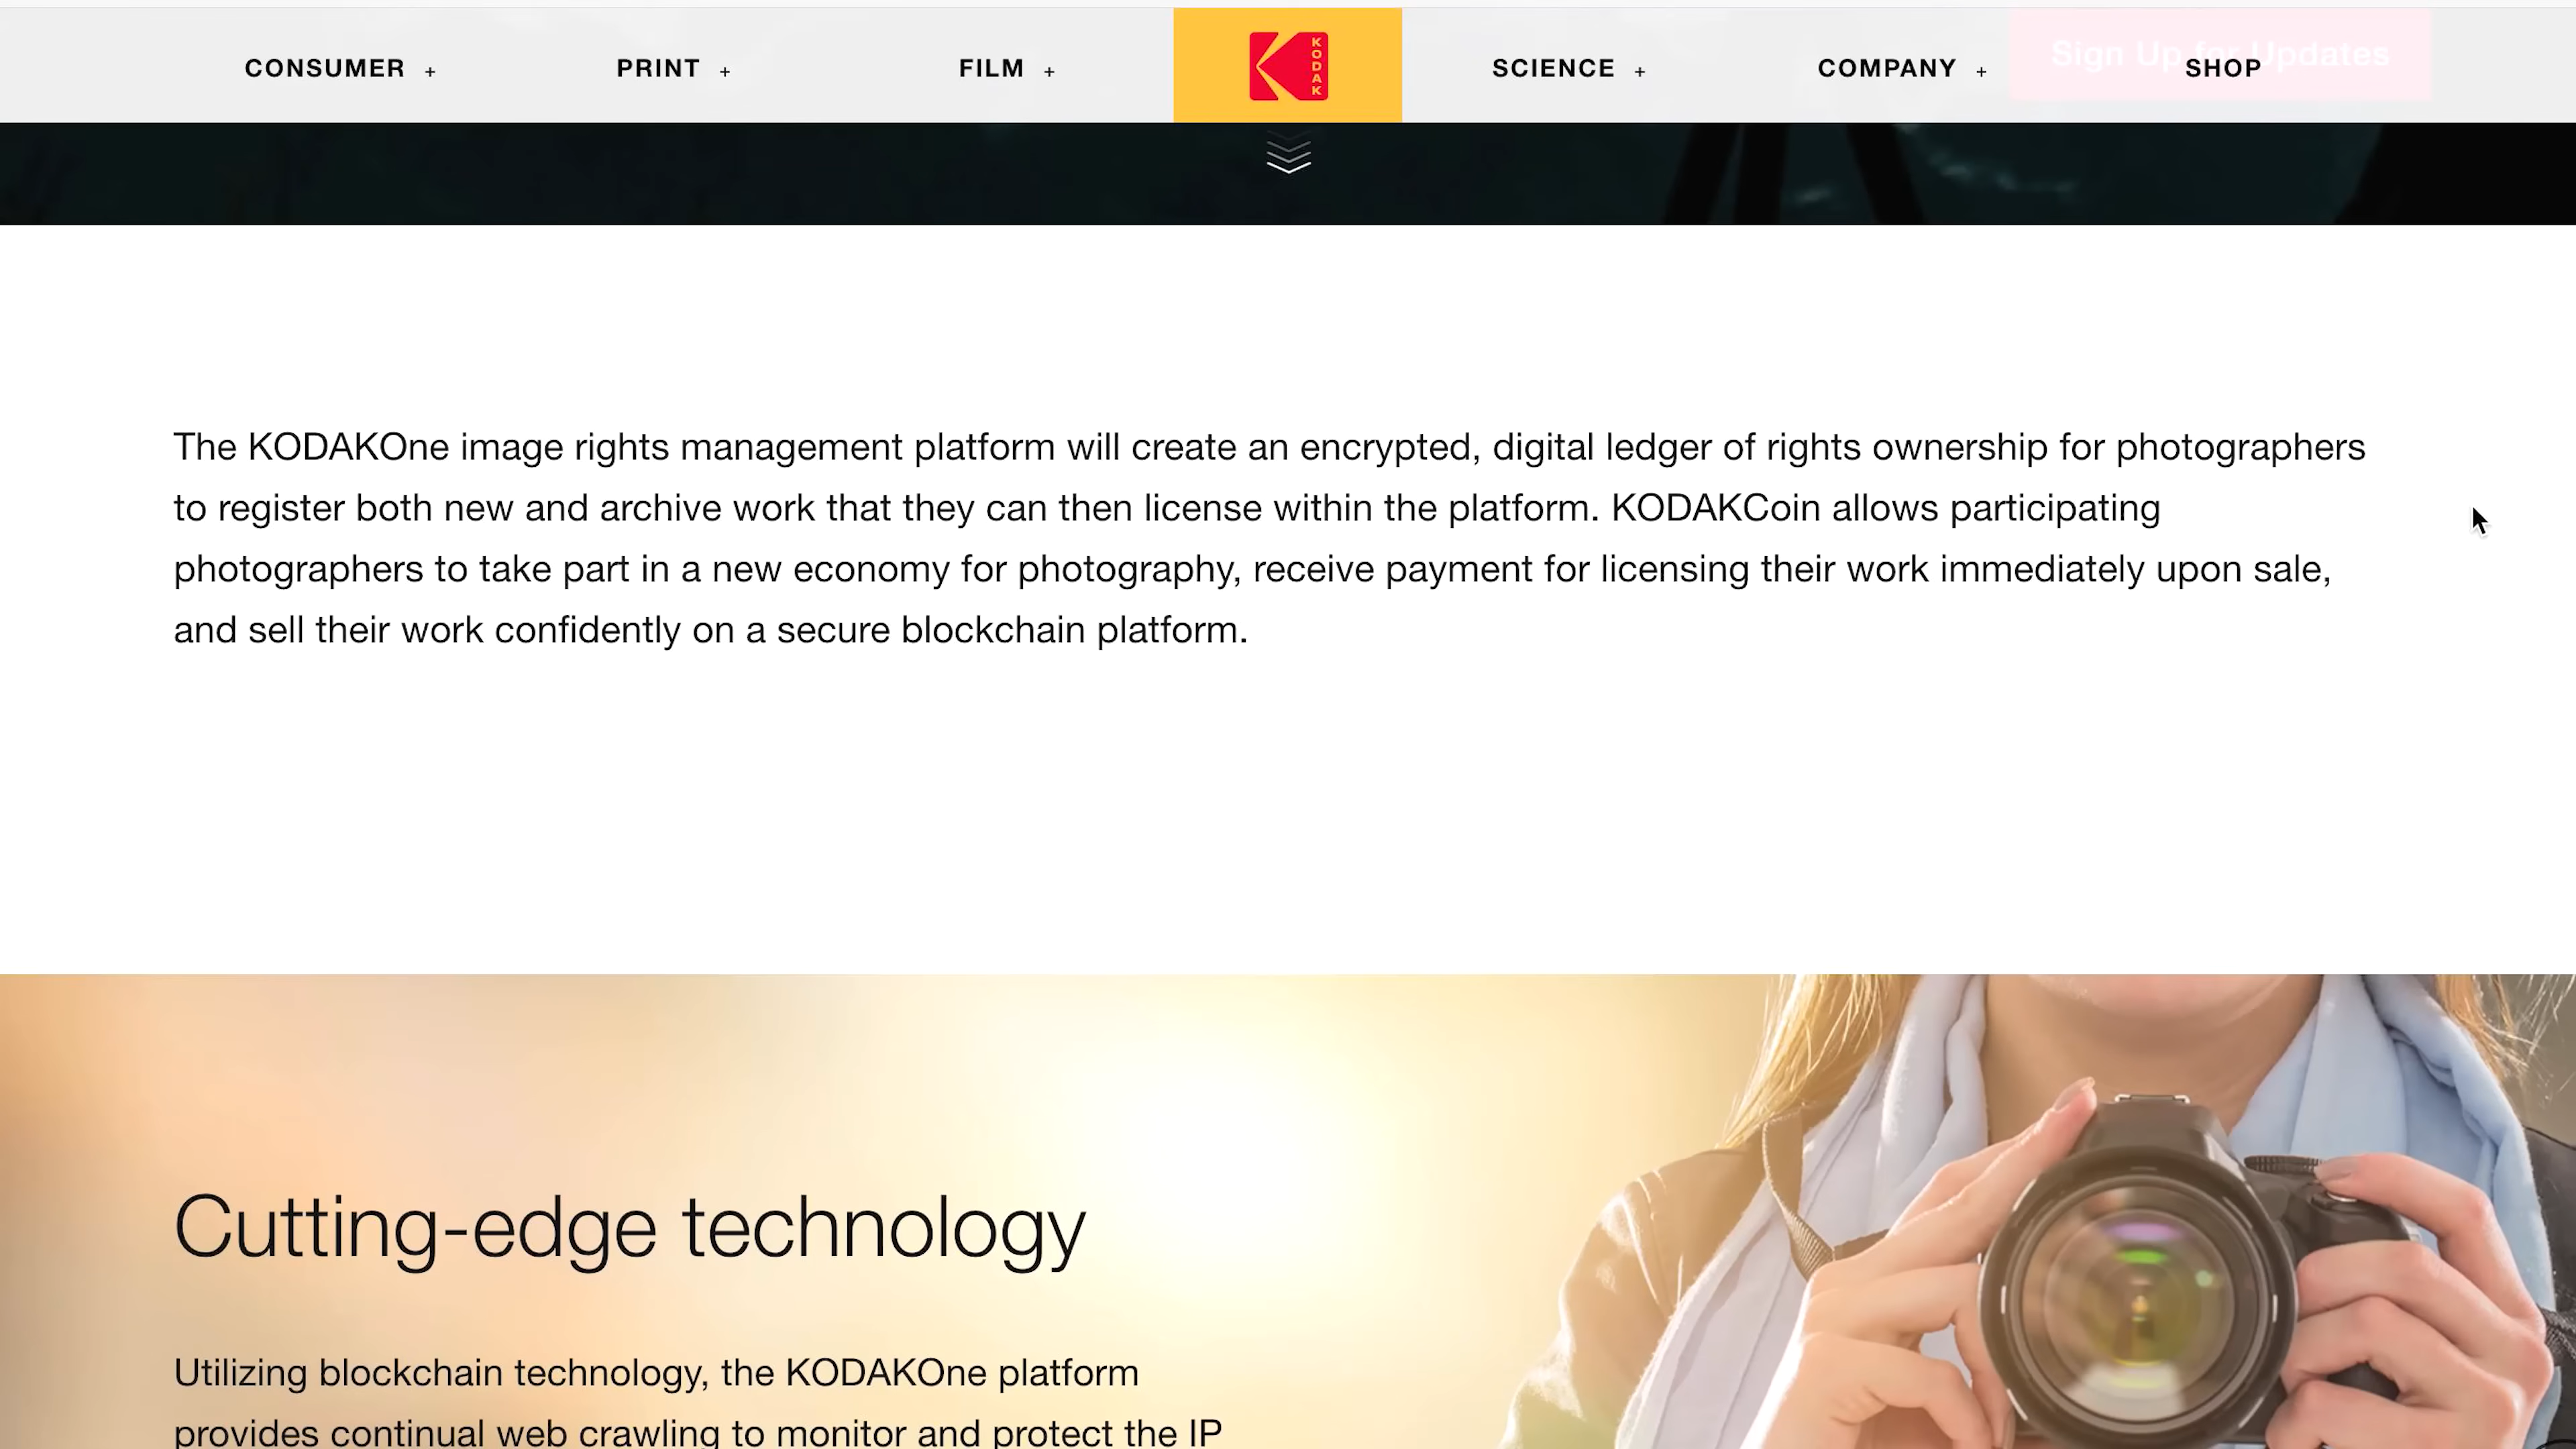 CONSUMER +
PRINT +
FILM +
KODAK
SCIENCE +
COMPANY +
Sign Up for Updates
SHOP
The KODAKOne image rights management platform will create an encrypted, digital ledger of rights ownership for photographers
to register both new and archive work that they can then license within the platform. KODAKCoin allows participating
photographers to take part in a new economy for photography, receive payment for licensing their work immediately upon sale,
and sell their work confidently on a secure blockchain platform.
Cutting-edge technology
Utilizing blockchain technology, the KODAKOne platform
provides continual web crawling to monitor and protect the IP